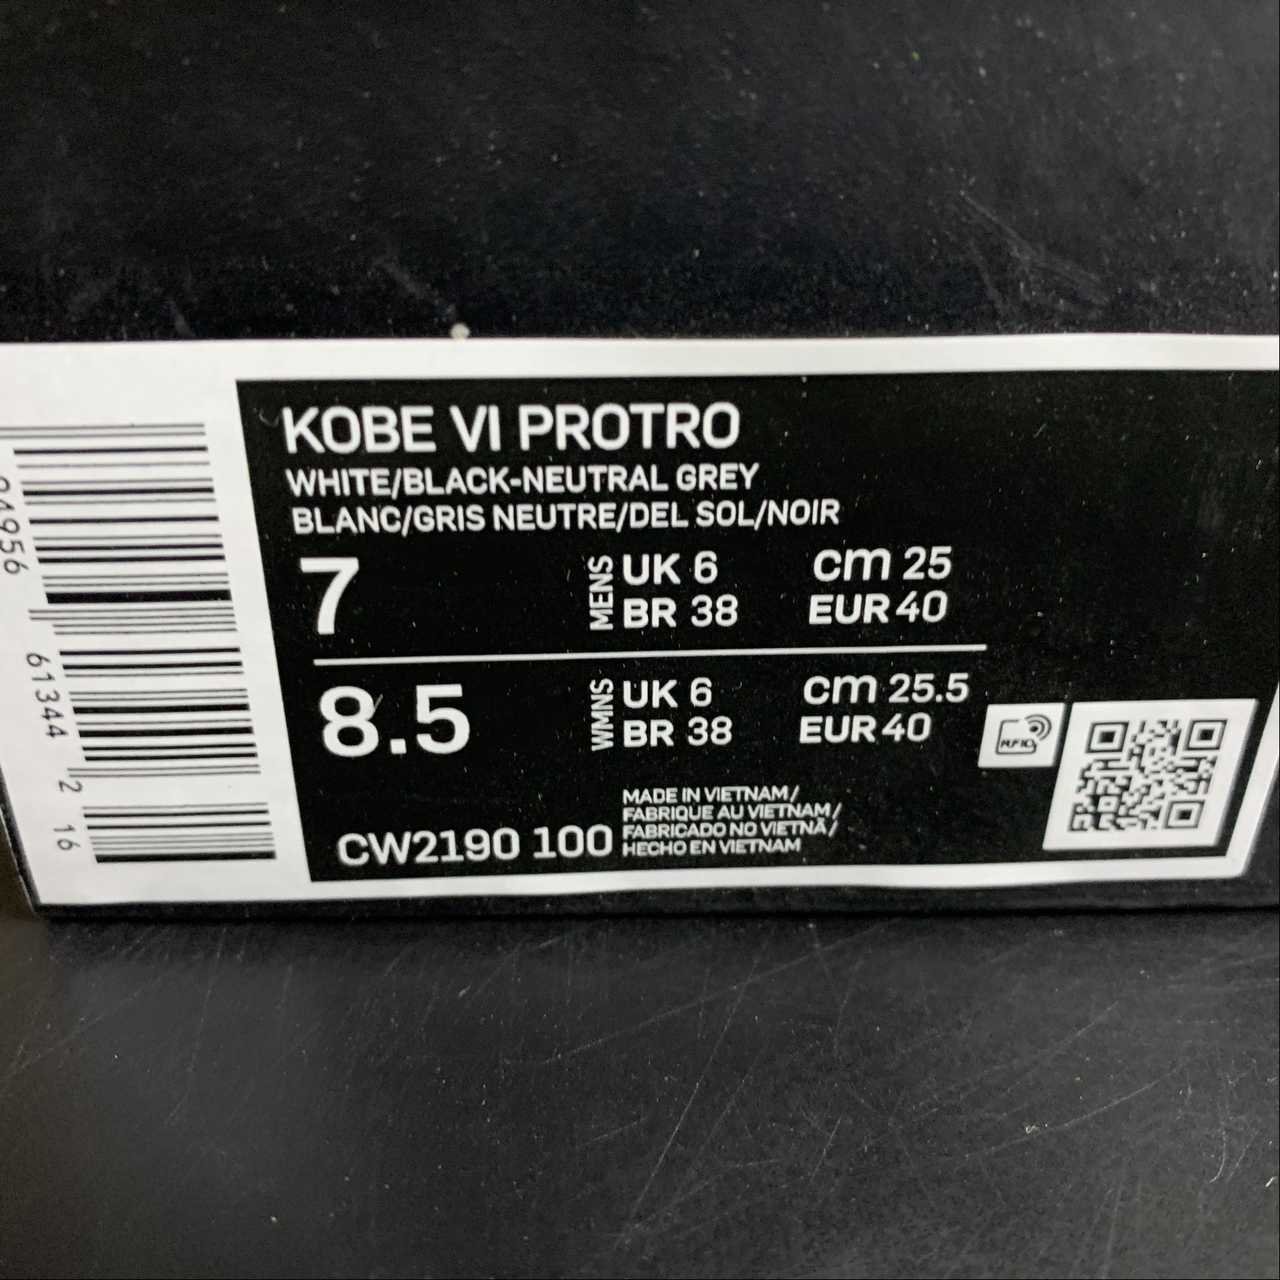 KOBE VI PROTRO
WHITE/BLACK-NEUTRAL GREY
BLANC/GRIS NEUTRE/DEL SOL/NOIR
7
MENS
UK 6
cm 25
BR 38
EUR 40
8.5
WMNS
UK 6
cm 25.5
BR 38
EUR 40
RFID
CW2190 100
MADE IN VIETNAM/
FABRIQUE AU VIETNAM/
FABRICADO NO VIETNÃ/
HECHO EN VIETNAM
61344
2
16